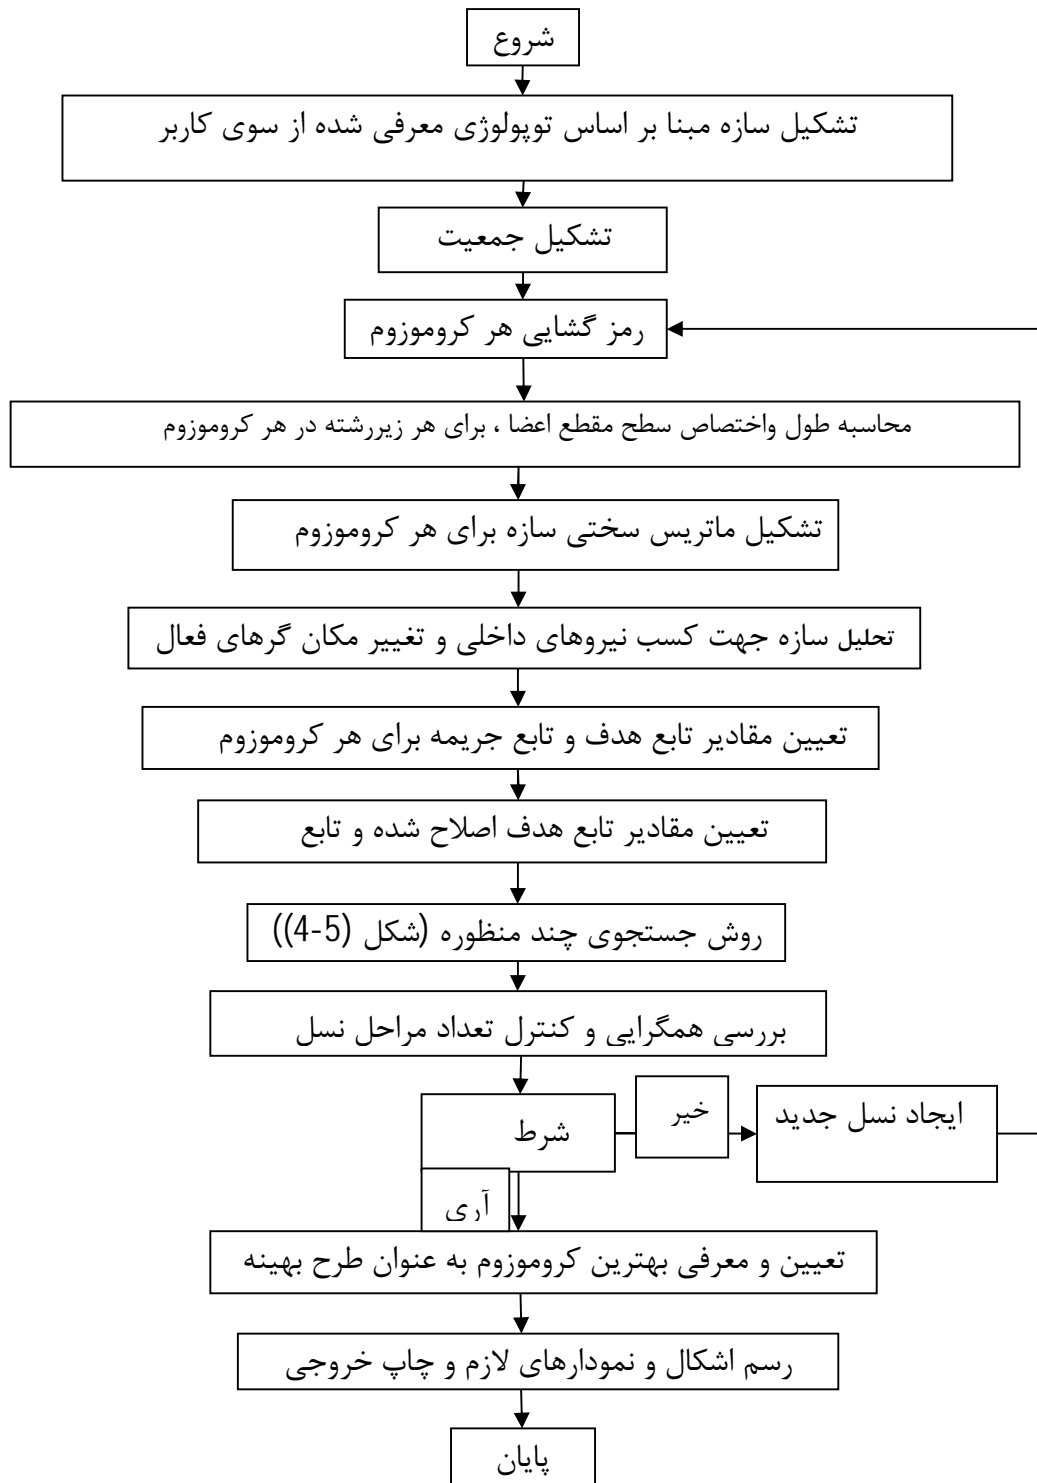 شروع
تشکیل سازه مبنا بر اساس توپولوژی معرفی شده از سوی کاربر
تشکیل جمعیت
رمز گشایی هر کروموزوم
محاسبه طول واختصاص سطح مقطع اعضا ، برای هر زیررشته در هر کروموزوم
تشکیل ماتریس سختی سازه برای هر کروموزوم
تحلیل سازه جهت کسب نیروهای داخلی و تغییر مکان گرهای فعال
تعیین مقادیر تابع هدف و تابع جریمه برای هر کروموزوم
تعیین مقادیر تابع هدف اصلاح شده و تابع
روش جستجوی چند منظوره (شکل (5-4))
بررسی همگرایی و کنترل تعداد مراحل نسل
شرط
خیر
ایجاد نسل جدید
آری
تعیین و معرفی بهترین کروموزوم به عنوان طرح بهینه
رسم اشکال و نمودارهای لازم و چاپ خروجی
پایان